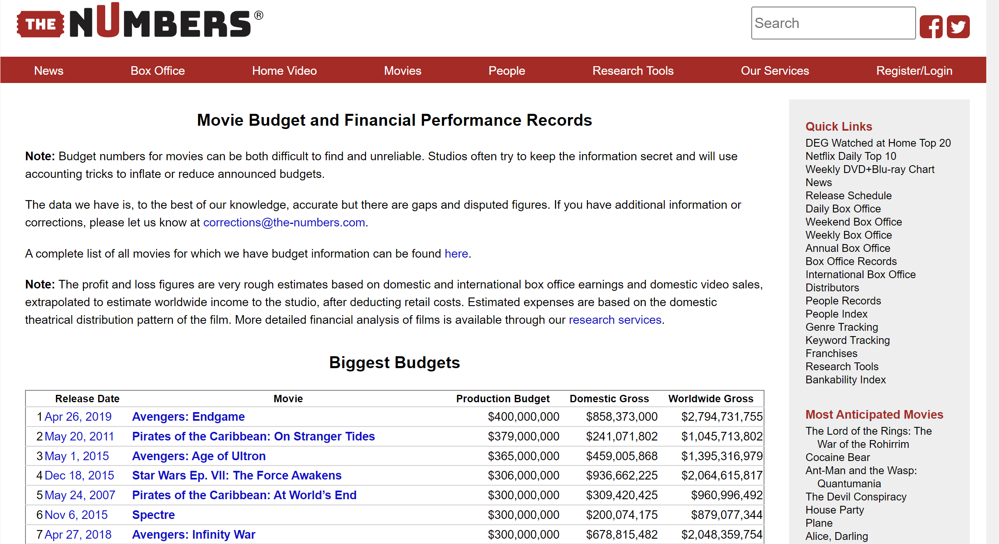 THE NUMBERS®
Search
News Box Office Home Video Movies People Research Tools Our Services Register/Login
Movie Budget and Financial Performance Records
Note: Budget numbers for movies can be both difficult to find and unreliable. Studios often try to keep the information secret and will use
accounting tricks to inflate or reduce announced budgets.
The data we have is, to the best of our knowledge, accurate but there are gaps and disputed figures. If you have additional information or
corrections, please let us know at corrections@the-numbers.com.
A complete list of all movies for which we have budget information can be found here.
Note: The profit and loss figures are very rough estimates based on domestic and international box office earnings and domestic video sales,
extrapolated to estimate worldwide income to the studio, after deducting retail costs. Estimated expenses are based on the domestic
theatrical distribution pattern of the film. More detailed financial analysis of films is available through our research services.
Biggest Budgets
Release Date Movie Production Budget Domestic Gross Worldwide Gross
1 Apr 26, 2019 Avengers: Endgame $400,000,000 $858,373,000 $2,794,731,755
2 May 20, 2011 Pirates of the Caribbean: On Stranger Tides $379,000,000 $241,071,802 $1,045,713,802
3 May 1, 2015 Avengers: Age of Ultron $365,000,000 $459,005,868 $1,395,316,979
4 Dec 18, 2015 Star Wars Ep. VII: The Force Awakens $306,000,000 $936,662,225 $2,064,615,817
5 May 24, 2007 Pirates of the Caribbean: At World’s End $300,000,000 $309,420,425 $960,996,492
6 Nov 6, 2015 Spectre $300,000,000 $200,074,175 $879,077,344
7 Apr 27, 2018 Avengers: Infinity War $300,000,000 $678,815,482 $2,048,359,754
Quick Links
DEG Watched at Home Top 20
Netflix Daily Top 10
Weekly DVD+Blu-ray Chart
News
Release Schedule
Daily Box Office
Weekend Box Office
Weekly Box Office
Annual Box Office
Box Office Records
International Box Office
Distributors
People Records
People Index
Genre Tracking
Keyword Tracking
Franchises
Research Tools
Bankability Index
Most Anticipated Movies
The Lord of the Rings: The
War of the Rohirrim
Cocaine Bear
Ant-Man and the Wasp:
Quantumania
The Devil Conspiracy
House Party
Plane
Alice, Darling